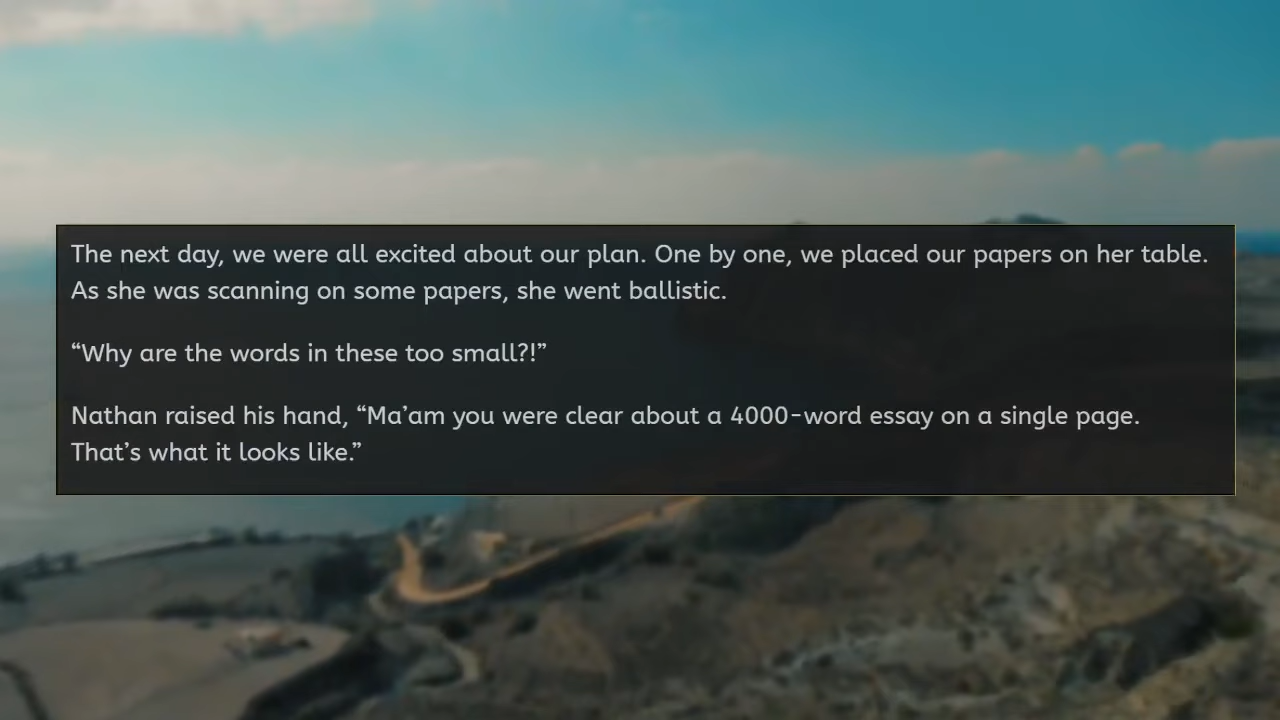 The next day, we were all excited about our plan. One by one, we placed our papers on her table.
As she was scanning on some papers, she went ballistic.
“Why are the words in these too small?!”
Nathan raised his hand, “Ma’am you were clear about a 4000-word essay on a single page.
That’s what it looks like.”